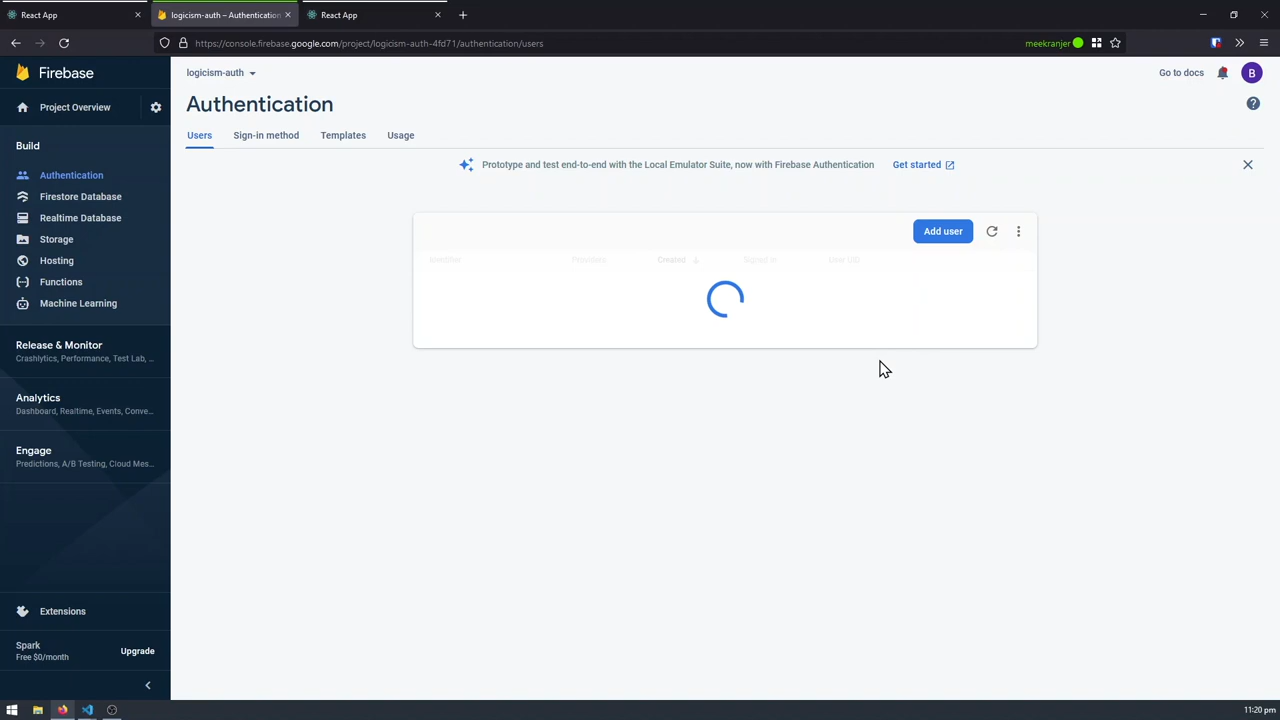 React App
logicism-auth – Authentication
React App
https://console.firebase.google.com/project/logicism-auth-4fd71/authentication/users
meekranjer
Firebase
logicism-auth
Go to docs
B
Project Overview
Authentication
Users
Sign-in method
Templates
Usage
Build
Prototype and test end-to-end with the Local Emulator Suite, now with Firebase Authentication
Get started
Authentication
Firestore Database
Realtime Database
Storage
Hosting
Functions
Machine Learning
Add user
Identifier
Providers
Created
Signed In
User UID
Release & Monitor
Crashlytics, Performance, Test Lab, ...
Analytics
Dashboard, Realtime, Events, Conve...
Engage
Predictions, A/B Testing, Cloud Mes...
Extensions
Spark
Free $0/month
Upgrade
11:20 pm